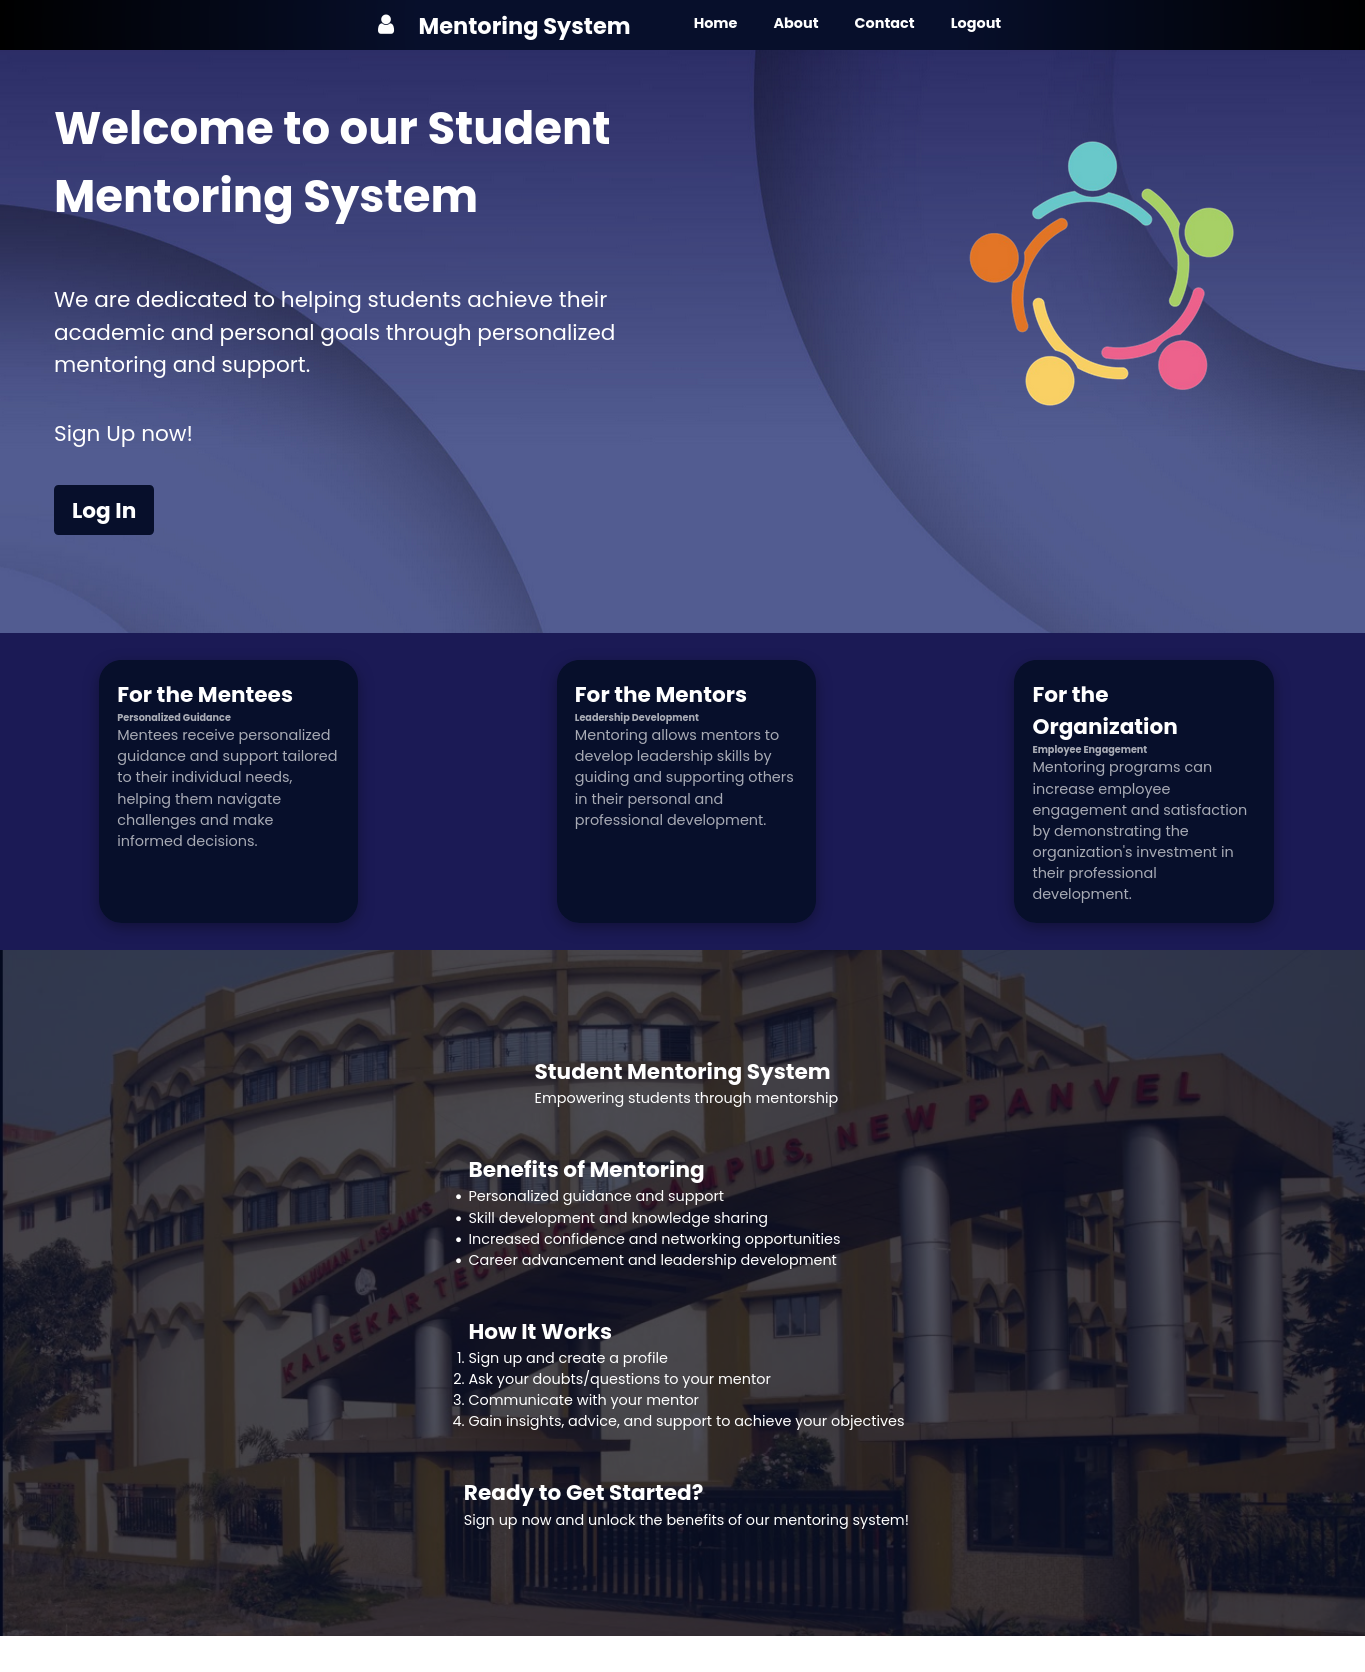 Mentoring System
Home
About
Contact
Logout
Welcome to our Student
Mentoring System
We are dedicated to helping students achieve their
academic and personal goals through personalized
mentoring and support.
Sign Up now!
Log In
For the Mentees
Personalized Guidance
Mentees receive personalized
guidance and support tailored
to their individual needs,
helping them navigate
challenges and make
informed decisions.
For the Mentors
Leadership Development
Mentoring allows mentors to
develop leadership skills by
guiding and supporting others
in their personal and
professional development.
For the
Organization
Employee Engagement
Mentoring programs can
increase employee
engagement and satisfaction
by demonstrating the
organization's investment in
their professional
development.
Student Mentoring System
Empowering students through mentorship
Benefits of Mentoring
• Personalized guidance and support
• Skill development and knowledge sharing
• Increased confidence and networking opportunities
• Career advancement and leadership development
How It Works
1. Sign up and create a profile
2. Ask your doubts/questions to your mentor
3. Communicate with your mentor
4. Gain insights, advice, and support to achieve your objectives
Ready to Get Started?
Sign up now and unlock the benefits of our mentoring system!
ANJUMAN-I-ISLAM'S
KALSEKAR TECHNICAL CAMPUS, NEW PANVEL